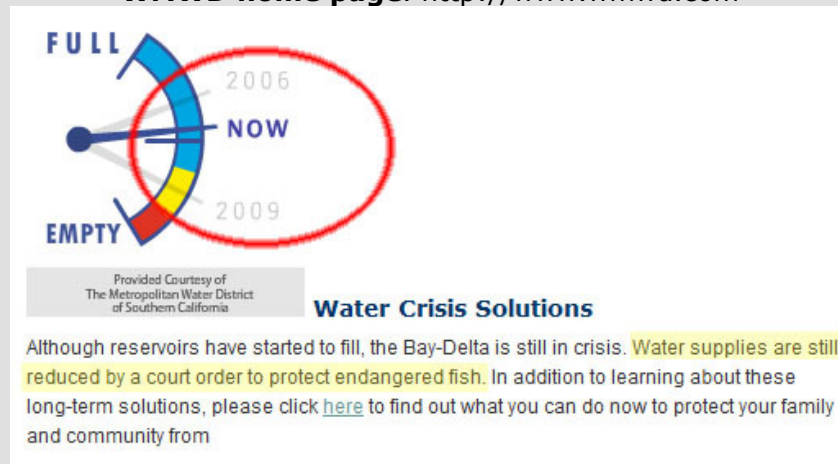 FULL
2006
NOW
2009
EMPTY
Provided Courtesy of
The Metropolitan Water District
of Southern California
Water Crisis Solutions
Although reservoirs have started to fill, the Bay-Delta is still in crisis. Water supplies are still
reduced by a court order to protect endangered fish. In addition to learning about these
long-term solutions, please click here to find out what you can do now to protect your family
and community from